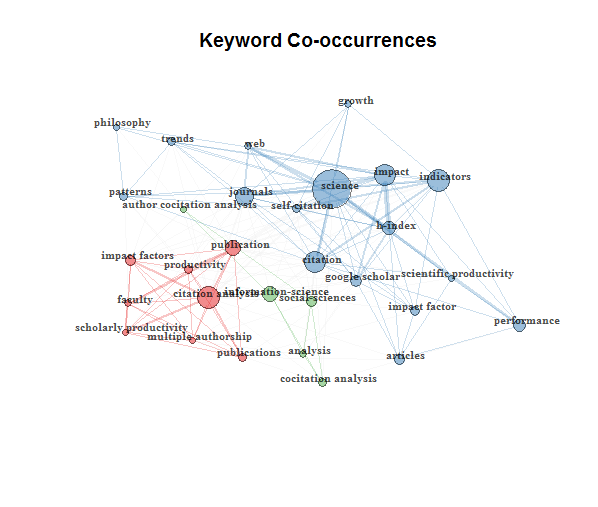 Keyword Co-occurrences
growth
philosophy
trends
web
impact
indicators
science
patterns
journals
author cocitation analysis
self-citation
h-index
publication
impact factors
citation
productivity
google scholar
scientific productivity
citation analysis
information-science
social sciences
faculty
impact factor
scholarly productivity
multiple authorship
performance
publications
analysis
articles
cocitation analysis